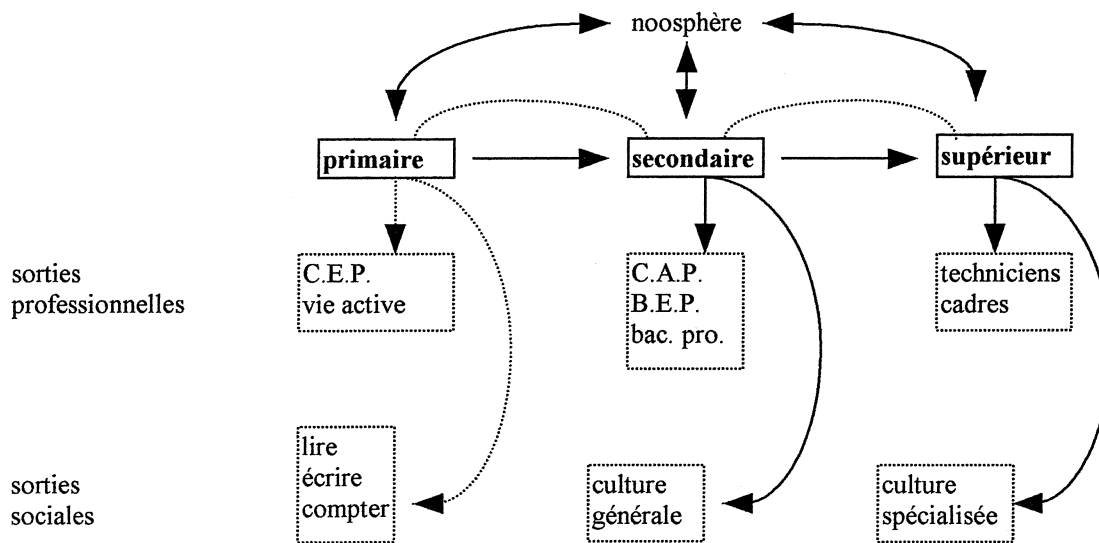 noosphère
primaire
secondaire
supérieur
sorties
professionnelles
C.E.P.
vie active
C.A.P.
B.E.P.
bac. pro.
techniciens
cadres
sorties
sociales
lire
écrire
compter
culture
générale
culture
spécialisée